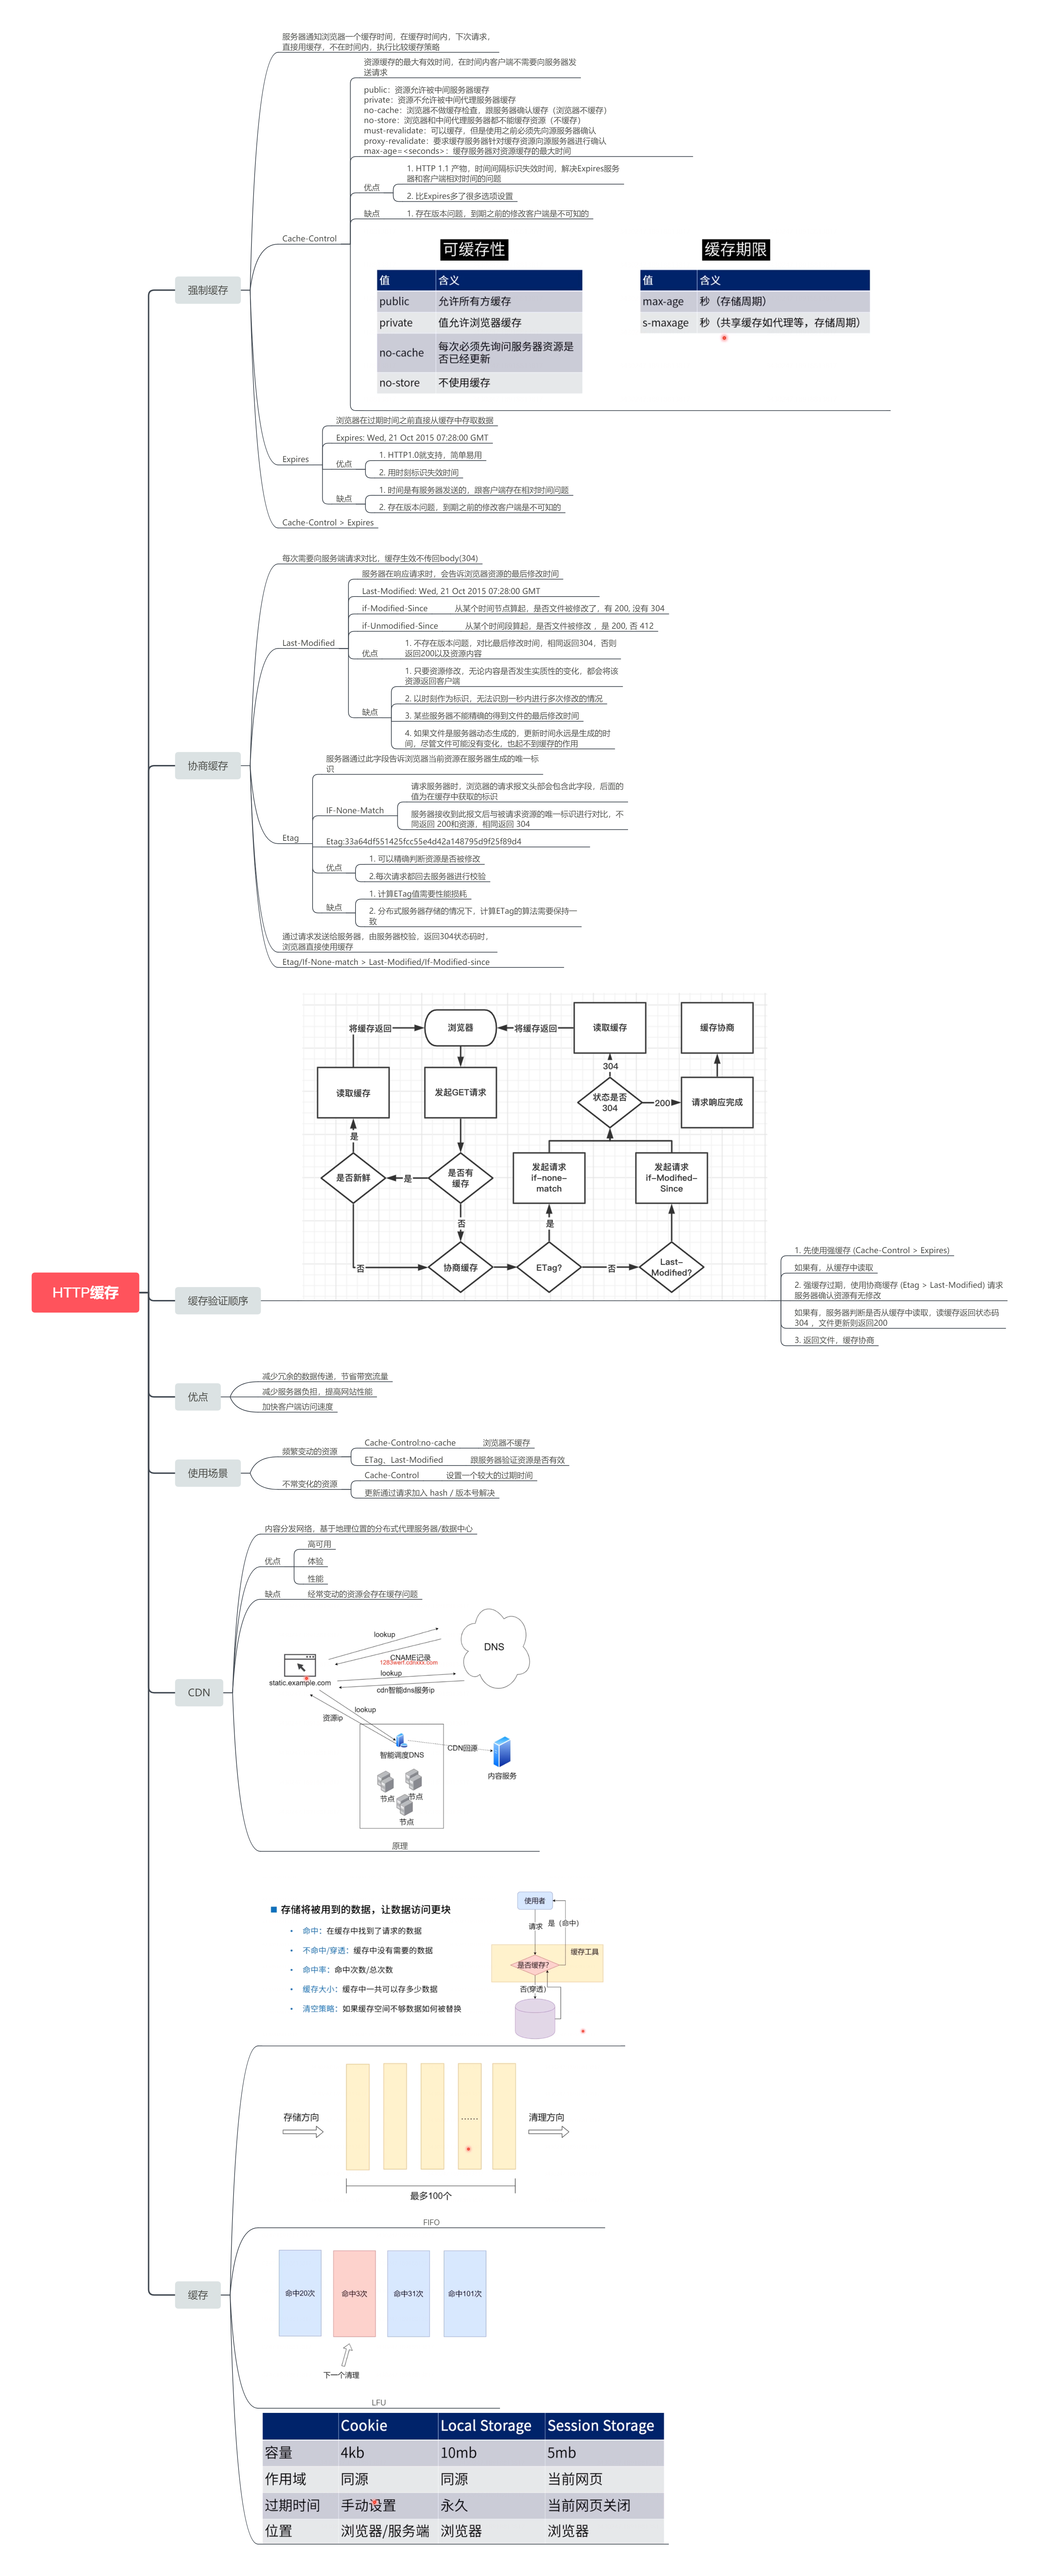 HTTP缓存
强制缓存
服务器通知浏览器一个缓存时间，在缓存时间内，下次请求，
直接用缓存，不在时间内，执行比较缓存策略
Cache-Control
资源缓存的最大有效时间，在时间内客户端不需要向服务器发
送请求
public：资源允许被中间服务器缓存
private：资源不允许被中间代理服务器缓存
no-cache：浏览器不做缓存检查，跟服务器确认缓存（浏览器不缓存）
no-store：浏览器和中间代理服务器都不能缓存资源（不缓存）
must-revalidate：可以缓存，但是使用之前必须先向源服务器确认
proxy-revalidate：要求缓存服务器针对缓存资源向源服务器进行确认
max-age=<seconds>：缓存服务器对资源缓存的最大时间
优点
1. HTTP 1.1 产物，时间间隔标识失效时间，解决Expires服务
器和客户端相对时间的问题
2. 比Expires多了很多选项设置
缺点
1. 存在版本问题，到期之前的修改客户端是不可知的
可缓存性
值 含义
public 允许所有方缓存
private 值允许浏览器缓存
no-cache 每次必须先询问服务器资源是
否已经更新
no-store 不使用缓存
缓存期限
值 含义
max-age 秒（存储周期）
s-maxage 秒（共享缓存如代理等，存储周期）
Expires
浏览器在过期时间之前直接从缓存中存取数据
Expires: Wed, 21 Oct 2015 07:28:00 GMT
优点
1. HTTP1.0就支持，简单易用
2. 用时刻标识失效时间
缺点
1. 时间是有服务器发送的，跟客户端存在相对时间问题
2. 存在版本问题，到期之前的修改客户端是不可知的
Cache-Control > Expires
协商缓存
每次需要向服务端请求对比，缓存生效不传回body(304)
Last-Modified
服务器在响应请求时，会告诉浏览器资源的最后修改时间
Last-Modified: Wed, 21 Oct 2015 07:28:00 GMT
if-Modified-Since 从某个时间节点算起，是否文件被修改了，有 200, 没有 304
if-Unmodified-Since 从某个时间段算起，是否文件被修改 ，是 200, 否 412
优点
1. 不存在版本问题，对比最后修改时间，相同返回304，否则
返回200以及资源内容
缺点
1. 只要资源修改，无论内容是否发生实质性的变化，都会将该
资源返回客户端
2. 以时刻作为标识，无法识别一秒内进行多次修改的情况
3. 某些服务器不能精确的得到文件的最后修改时间
4. 如果文件是服务器动态生成的，更新时间永远是生成的时
间，尽管文件可能没有变化，也起不到缓存的作用
Etag
服务器通过此字段告诉浏览器当前资源在服务器生成的唯一标
识
IF-None-Match
请求服务器时，浏览器的请求报文头部会包含此字段，后面的
值为在缓存中获取的标识
服务器接收到此报文后与被请求资源的唯一标识进行对比，不
同返回 200和资源，相同返回 304
Etag:33a64df551425fcc55e4d42a148795d9f25f89d4
优点
1. 可以精确判断资源是否被修改
2.每次请求都回去服务器进行校验
缺点
1. 计算ETag值需要性能损耗
2. 分布式服务器存储的情况下，计算ETag的算法需要保持一
致
通过请求发送给服务器，由服务器校验，返回304状态码时，
浏览器直接使用缓存
Etag/If-None-match > Last-Modified/If-Modified-since
缓存验证顺序
将缓存返回
浏览器
将缓存返回
读取缓存
缓存协商
304
读取缓存
发起GET请求
状态是否
304
200
请求响应完成
是
是否新鲜
是
是否有
缓存
发起请求
if-none-
match
发起请求
if-Modified-
Since
否
是
否
协商缓存
ETag?
否
Last-
Modified?
1. 先使用强缓存 (Cache-Control > Expires)
如果有，从缓存中读取
2. 强缓存过期，使用协商缓存 (Etag > Last-Modified) 请求
服务器确认资源有无修改
如果有，服务器判断是否从缓存中读取，读缓存返回状态码
304 ，文件更新则返回200
3. 返回文件，缓存协商
优点
减少冗余的数据传递，节省带宽流量
减少服务器负担，提高网站性能
加快客户端访问速度
使用场景
频繁变动的资源
Cache-Control:no-cache 浏览器不缓存
ETag、Last-Modified 跟服务器验证资源是否有效
不常变化的资源
Cache-Control 设置一个较大的过期时间
更新通过请求加入 hash / 版本号解决
CDN
内容分发网络，基于地理位置的分布式代理服务器/数据中心
优点
高可用
体验
性能
缺点 经常变动的资源会存在缓存问题
lookup
DNS
CNAME记录
lookup
static.example.com
cdn智能dns服务ip
lookup
资源ip
智能调度DNS
CDN回源
内容服务
节点
节点
节点
原理
缓存
存储将被用到的数据，让数据访问更块
命中：在缓存中找到了请求的数据
不命中/穿透：缓存中没有需要的数据
命中率：命中次数/总次数
缓存大小：缓存中一共可以存多少数据
清空策略：如果缓存空间不够数据如何被替换
使用者
请求
是（命中）
缓存工具
是否缓存?
否(穿透)
存储方向
......
清理方向
最多100个
FIFO
命中20次
命中3次
命中31次
命中101次
下一个清理
LFU
Cookie Local Storage Session Storage
容量 4kb 10mb 5mb
作用域 同源 同源 当前网页
过期时间 手动设置 永久 当前网页关闭
位置 浏览器/服务端 浏览器 浏览器